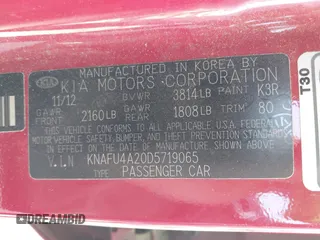 MANUFACTURED IN KOREA BY
KIA KIA MOTORS CORPORATION
11/12 GVWR 3814LB PAINT K3R
GAWR FRONT 2160LB GAWR REAR 1808LB TRIM 80
THIS VEHICLE CONFORMS TO ALL APPLICABLE U.S. FEDERAL
MOTOR VEHICLE SAFETY, BUMPER, AND THEFT PREVENTION
STANDARDS IN EFFECT ON THE DATE OF MANUFACTURE
SHOWN ABOVE.
V.I.N KNAFU4A20D5719065
TYPE PASSENGER CAR
T30
DEALERSHIP